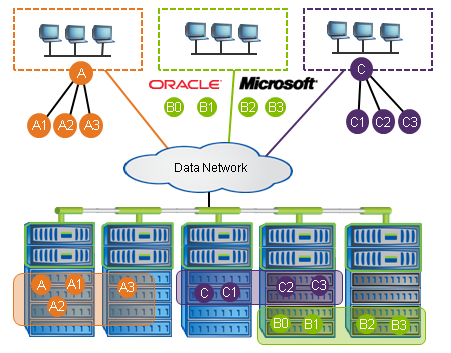 A
C
ORACLE Microsoft
B0 B1 B2 B3
A1 A2 A3
C1 C2 C3
Data Network
A A1 A3 C C1 C2 C3
A2
B0 B1 B2 B3